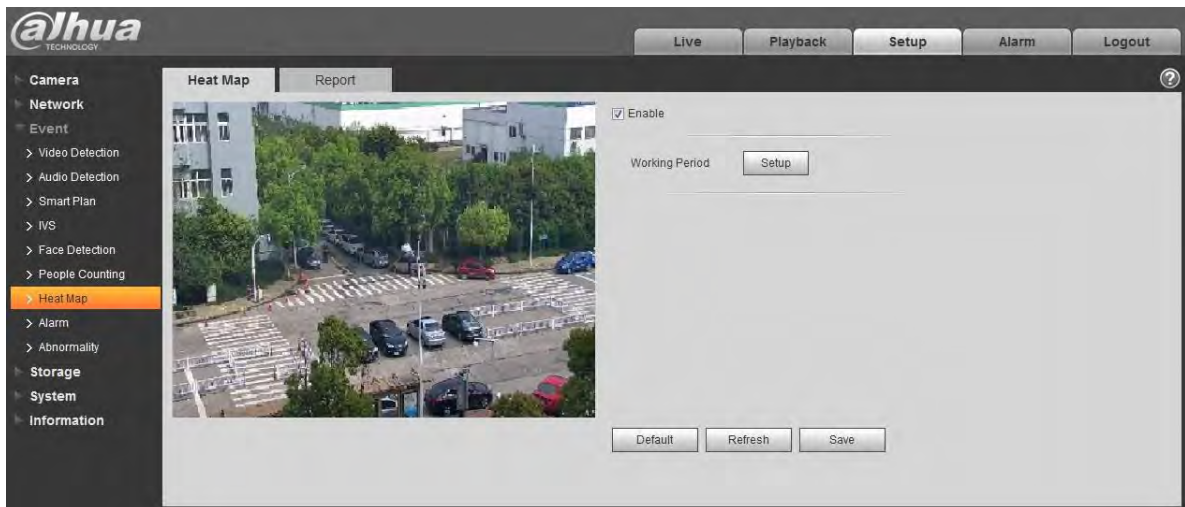 alhua
TECHNOLOGY
Live Playback Setup Alarm Logout
Camera
Network
Event
Video Detection
Audio Detection
Smart Plan
IVS
Face Detection
People Counting
Heat Map
Alarm
Abnormality
Storage
System
Information
Heat Map Report
?
Enable
Working Period Setup
Default Refresh Save